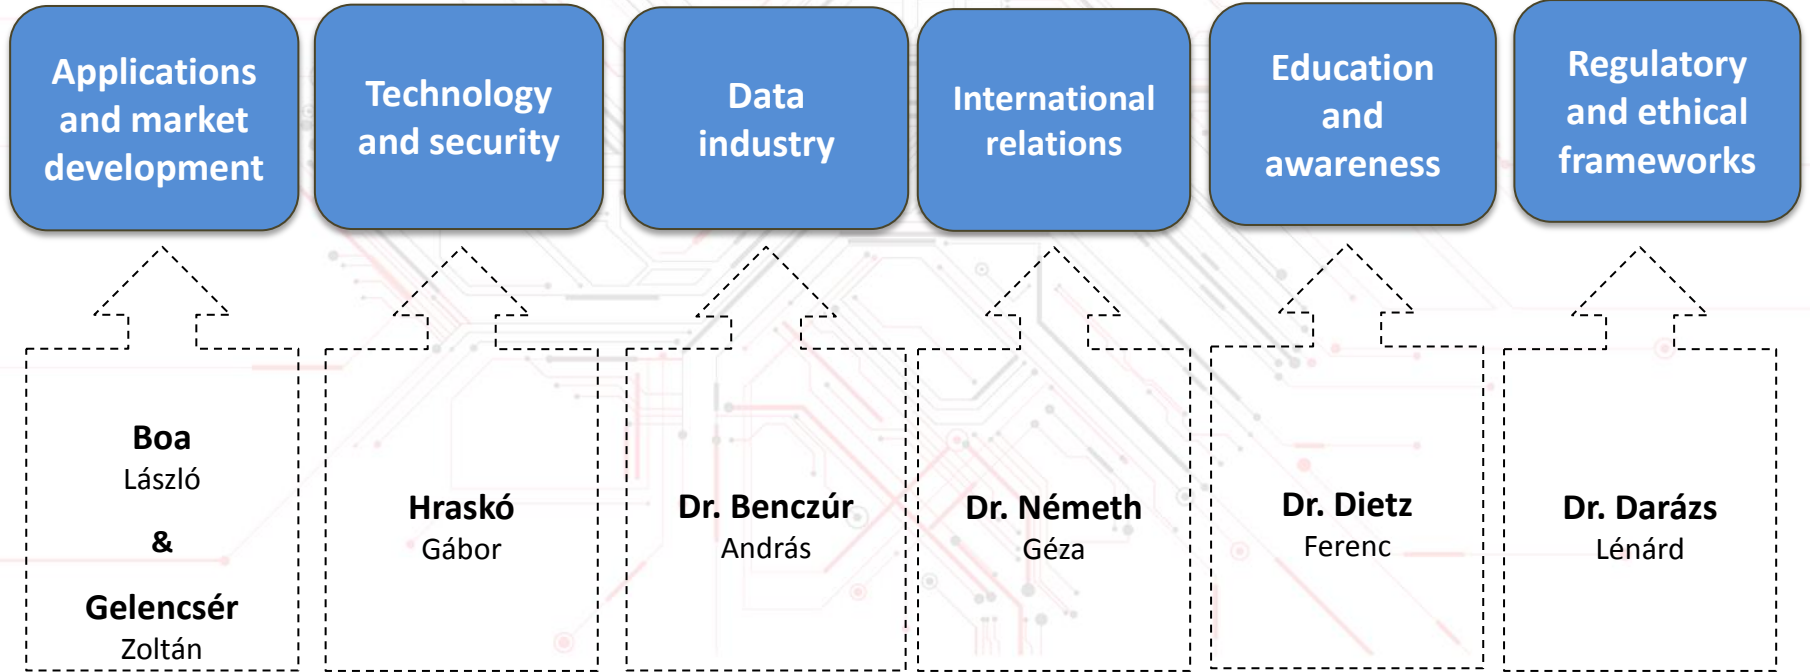 Applications
and market
development
Technology
and security
Data
industry
International
relations
Education
and
awareness
Regulatory
and ethical
frameworks
Boa
László
&
Gelencsér
Zoltán
Hraskó
Gábor
Dr. Benczúr
András
Dr. Németh
Géza
Dr. Dietz
Ferenc
Dr. Darázs
Lénárd